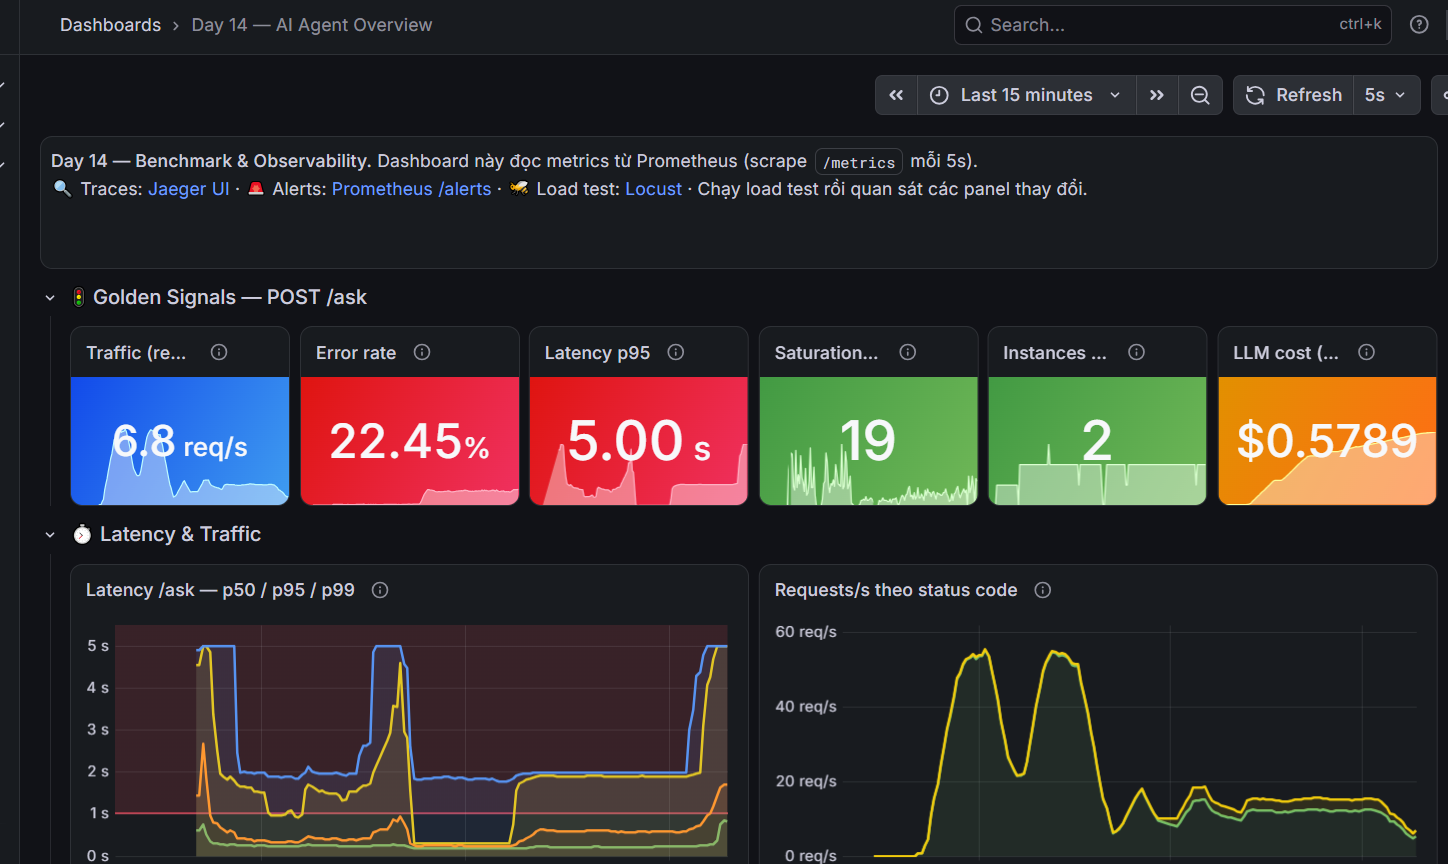 Dashboards › Day 14 — AI Agent Overview
Search... ctrl+k
Last 15 minutes
Refresh 5s
Day 14 — Benchmark & Observability. Dashboard này đọc metrics từ Prometheus (scrape /metrics mỗi 5s).
Traces: Jaeger UI · Alerts: Prometheus /alerts · Load test: Locust · Chạy load test rồi quan sát các panel thay đổi.
Golden Signals — POST /ask
Traffic (re...
6.8 req/s
Error rate
22.45%
Latency p95
5.00 s
Saturation...
19
Instances ...
2
LLM cost (...
$0.5789
Latency & Traffic
Latency /ask — p50 / p95 / p99
5 s
4 s
3 s
2 s
1 s
0 s
Requests/s theo status code
60 req/s
40 req/s
20 req/s
0 req/s